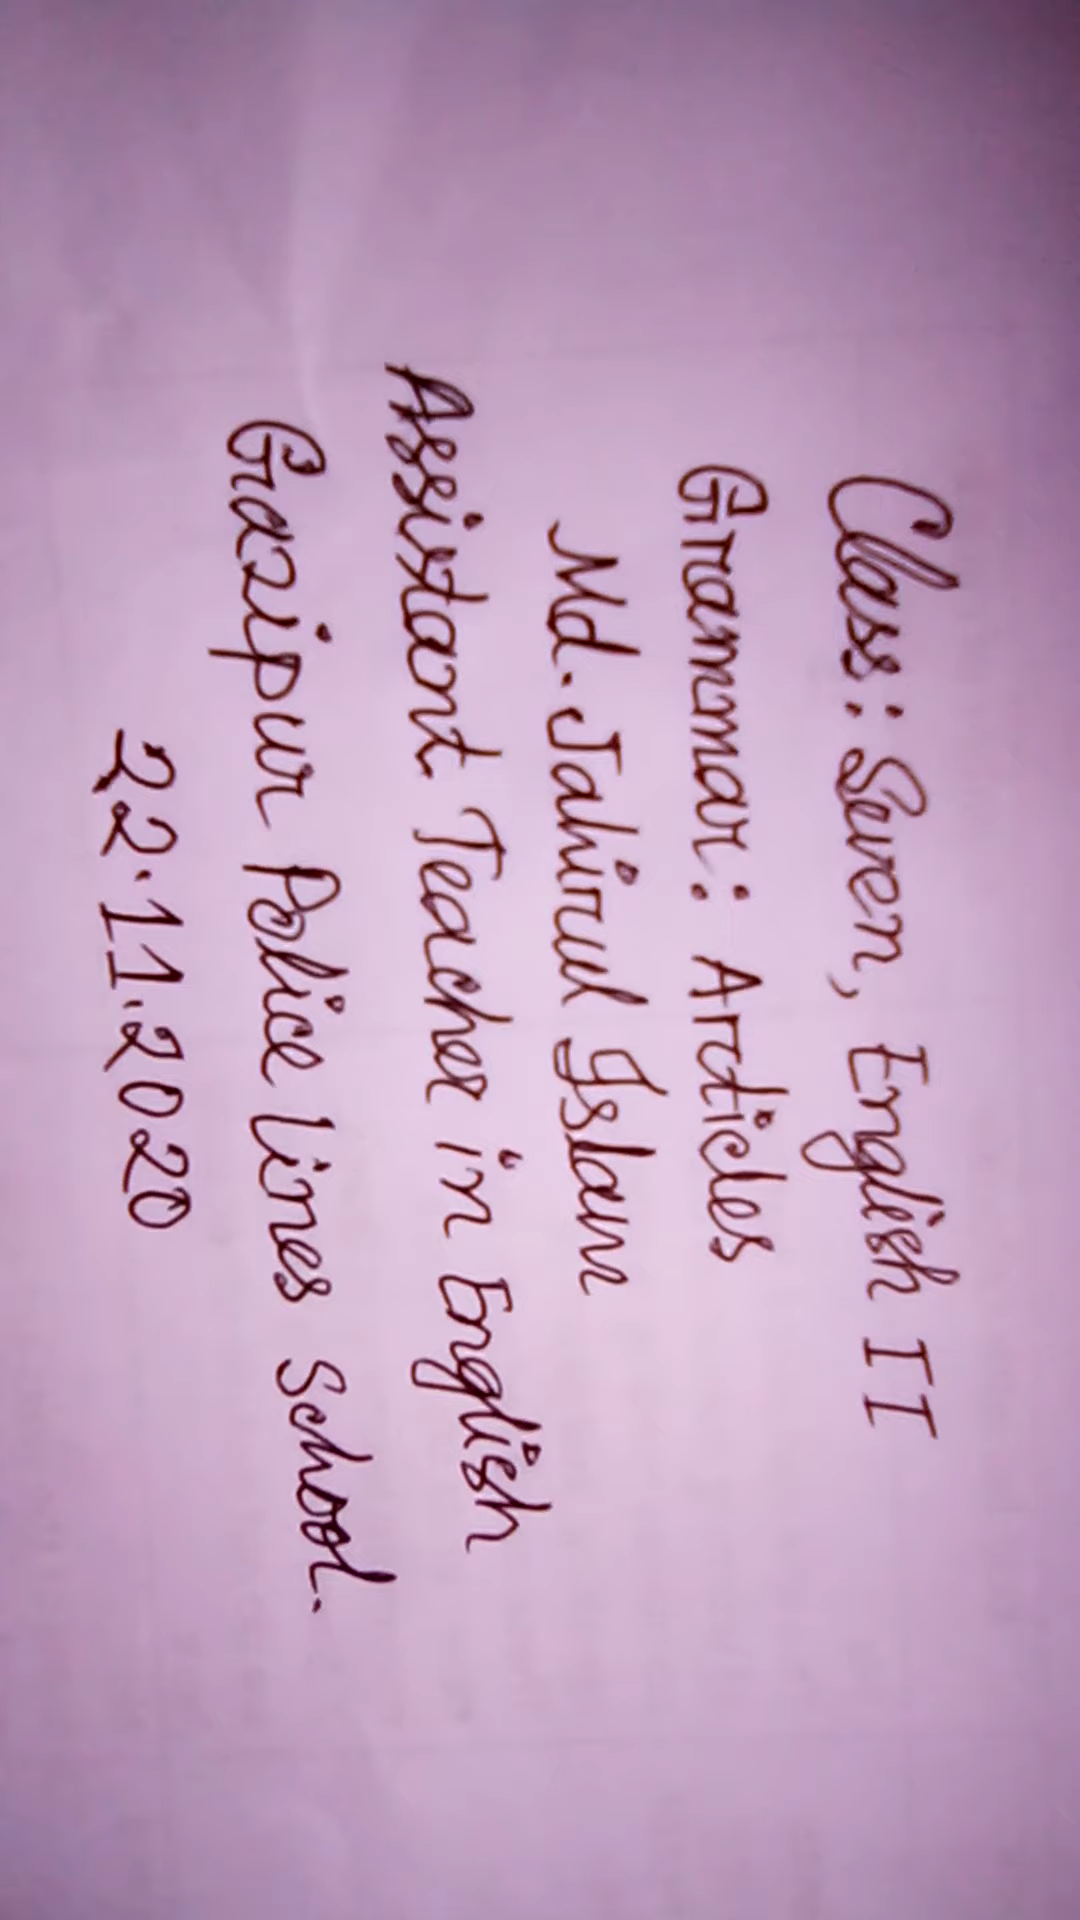 Class: Seven, English II
Grammar: Articles
Md. Jahirul Islam
Assistant Teacher in English
Gazipur Police Lines School.
22.11.2020